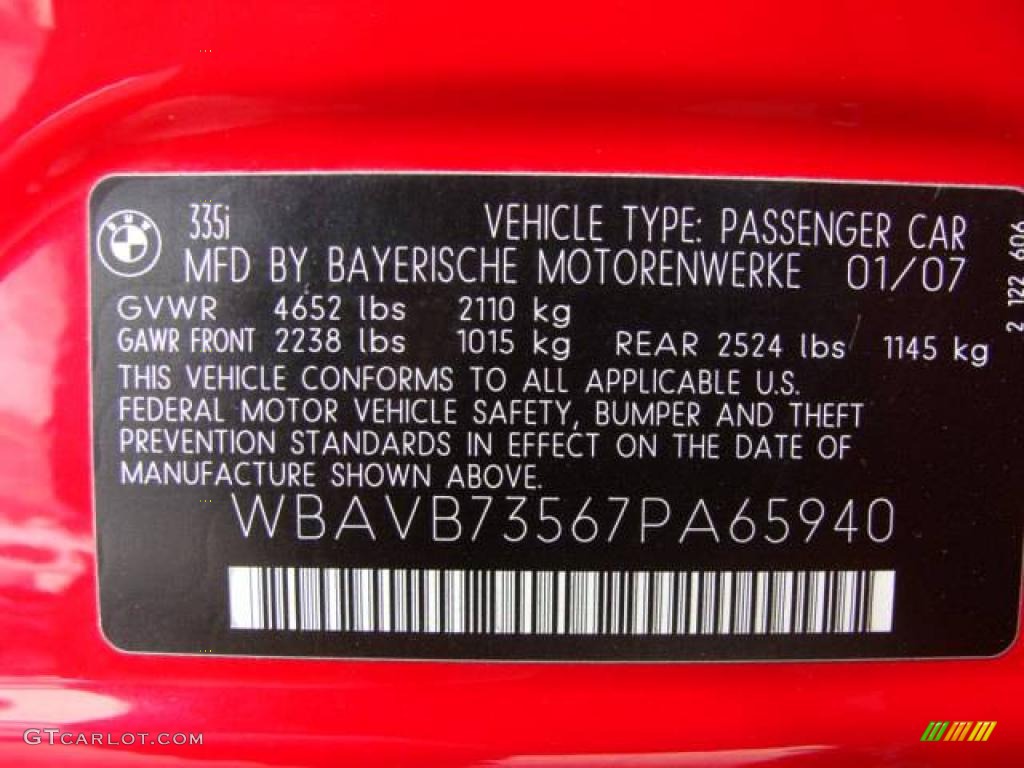 BMW
335i VEHICLE TYPE: PASSENGER CAR
MFD BY BAYERISCHE MOTORENWERKE 01/07
GVWR 4652 lbs 2110 kg
GAWR FRONT 2238 lbs 1015 kg REAR 2524 lbs 1145 kg
THIS VEHICLE CONFORMS TO ALL APPLICABLE U.S.
FEDERAL MOTOR VEHICLE SAFETY, BUMPER AND THEFT
PREVENTION STANDARDS IN EFFECT ON THE DATE OF
MANUFACTURE SHOWN ABOVE.
WBAVB73567PA65940
2 122 606
GTCARLOT.COM